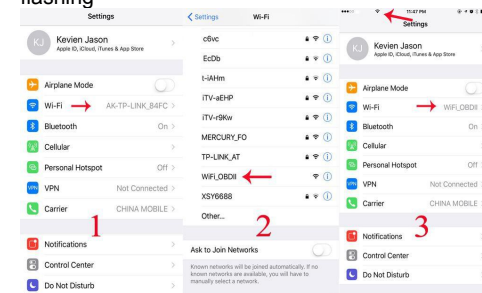 flashing
Settings
KJ
Kevien Jason
Apple ID, iCloud, iTunes & App Store
Airplane Mode
Wi-Fi AK-TP-LINK_84FC
Bluetooth On
Cellular
Personal Hotspot Off
VPN VPN Not Connected
Carrier CHINA MOBILE
1
Notifications
Control Center
Do Not Disturb
Settings Wi-Fi
c6vc
EcDb
t-iAHm
iTV-aEHP
iTV-r9Kw
MERCURY_FO
TP-LINK_AT
WiFi_OBDII
XSY6688
Other...
2
Ask to Join Networks
Known networks will be joined automatically. If no
known networks are available, you will have to
manually select a network.
11:47 PM
Settings
KJ
Kevien Jason
Apple ID, iCloud, iTunes & App Store
Airplane Mode
Wi-Fi WiFi_OBDII
Bluetooth On
Cellular
Personal Hotspot Off
VPN VPN Not Connected
Carrier CHINA MOBILE
3
Notifications
Control Center
Do Not Disturb